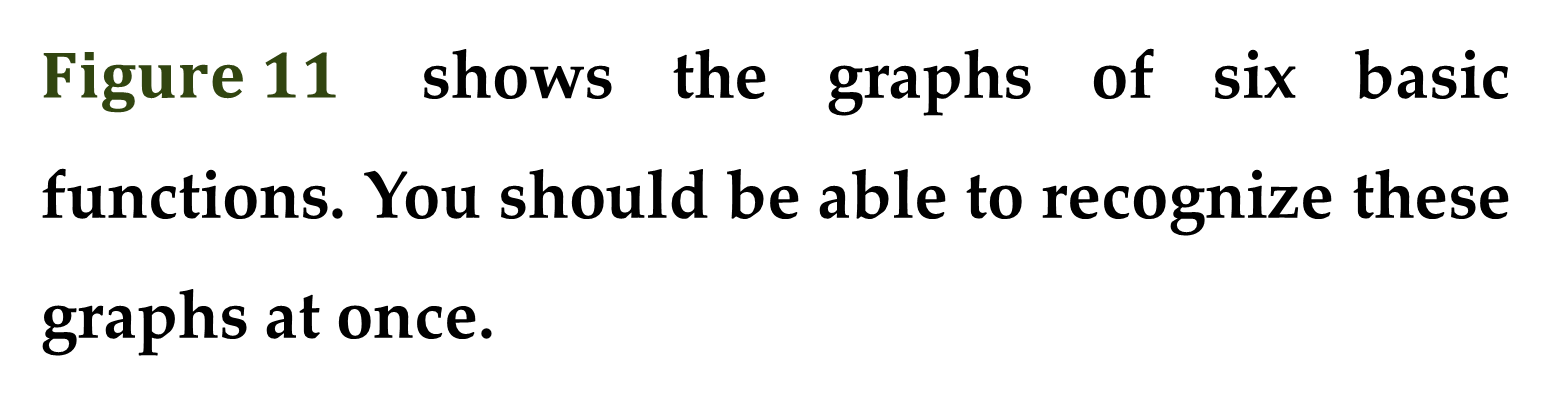 Figure 11 shows the graphs of six basic
functions. You should be able to recognize these
graphs at once.